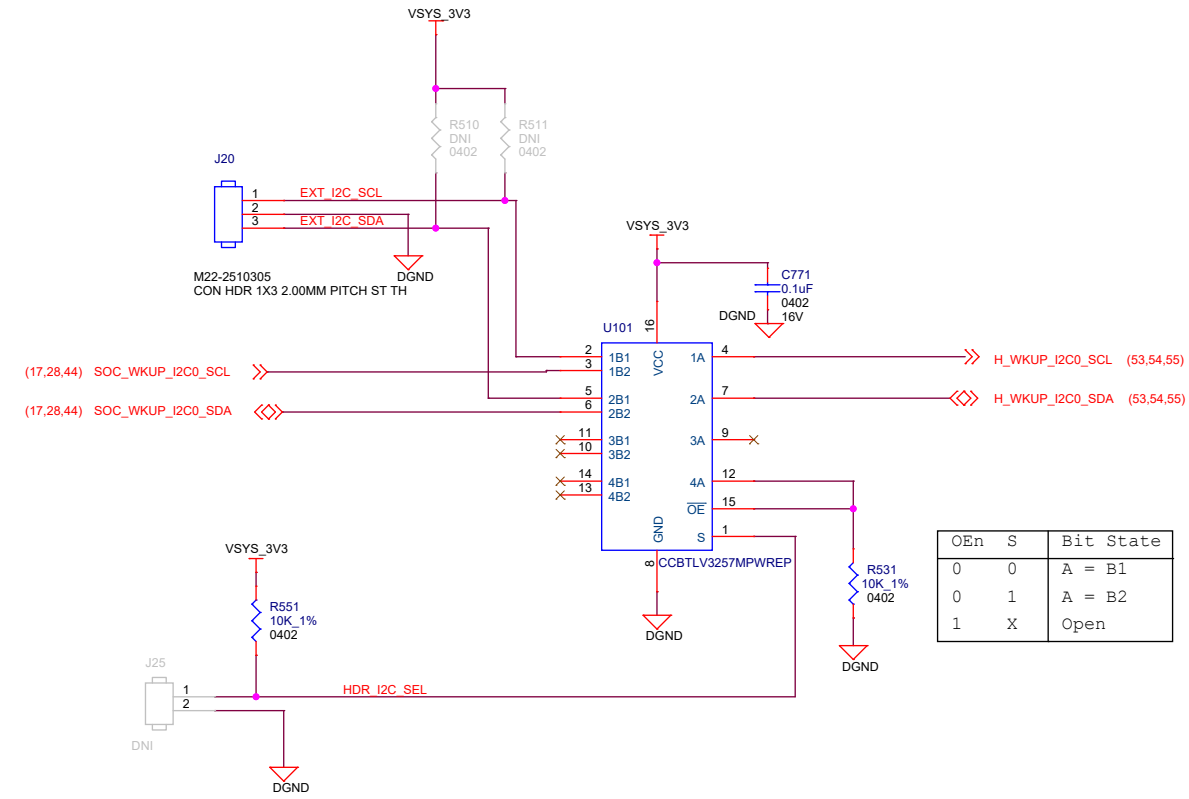 VSYS_3V3
R510
DNI
0402
R511
DNI
0402
J20
1
2
3
EXT_I2C_SCL
EXT_I2C_SDA
DGND
M22-2510305
CON HDR 1X3 2.00MM PITCH ST TH
VSYS_3V3
C771
0.1uF
0402
16V
DGND
U101
16
VCC
2 1B1
3 1B2
5 2B1
6 2B2
11 3B1
10 3B2
14 4B1
13 4B2
1A 4
2A 7
3A 9
4A 12
OE 15
S 1
GND
8
CCBTLV3257MPWREP
DGND
(17,28,44) SOC_WKUP_I2C0_SCL
(17,28,44) SOC_WKUP_I2C0_SDA
H_WKUP_I2C0_SCL (53,54,55)
H_WKUP_I2C0_SDA (53,54,55)
R531
10K_1%
0402
DGND
OEn S Bit State
0 0 A = B1
0 1 A = B2
1 X Open
VSYS_3V3
R551
10K_1%
0402
J25
1
2
DNI
HDR_I2C_SEL
DGND